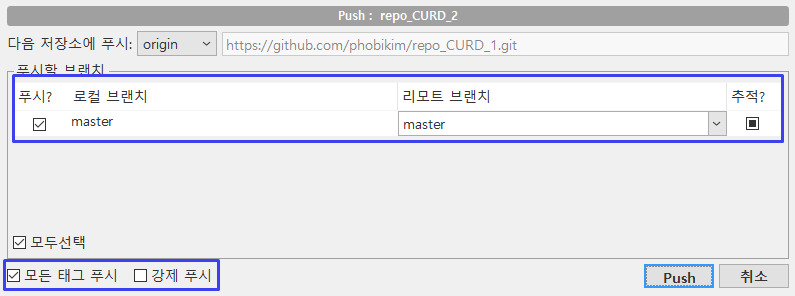 Push : repo_CURD_2
다음 저장소에 푸시: origin https://github.com/phobikim/repo_CURD_1.git
푸시할 브랜치
푸시? 로컬 브랜치 리모트 브랜치 추적?
master master
모두선택
모든 태그 푸시 강제 푸시 Push 취소